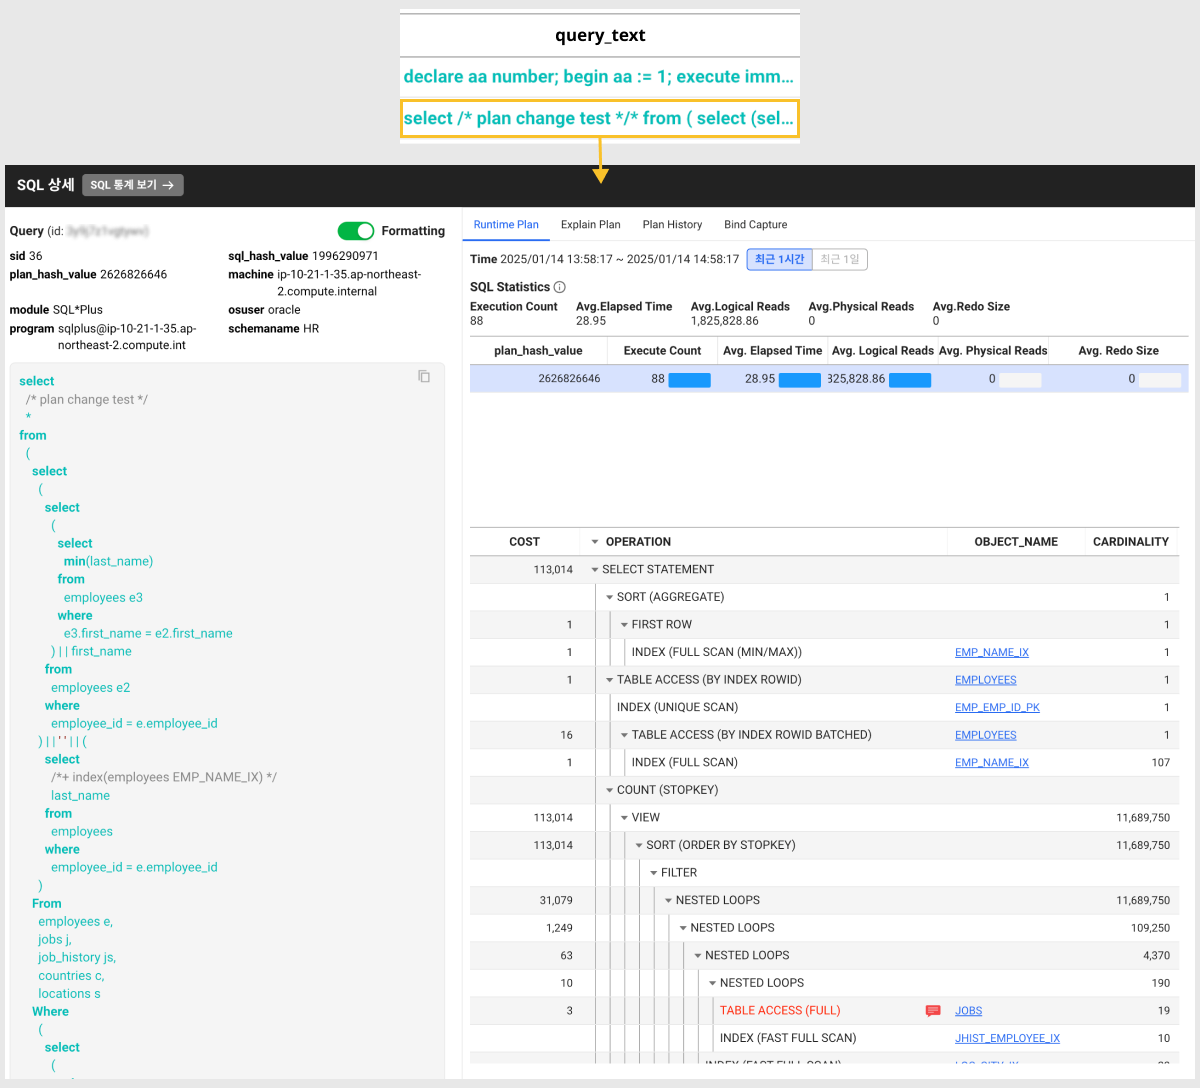 query_text
declare aa number; begin aa := 1; execute imm...
select /* plan change test */* from ( select (sel...
SQL 상세
SQL 통계 보기 →
Query (id:
Formatting
sid 36
sql_hash_value 1996290971
plan_hash_value 2626826646
machine ip-10-21-1-35.ap-northeast-
2.compute.internal
module SQL*Plus
osuser oracle
program sqlplus@ip-10-21-1-35.ap-
northeast-2.compute.int
schemaname HR
select
/* plan change test */
*
from
(
select
(
select
(
select
min(last_name)
from
employees e3
where
e3.first_name = e2.first_name
) || first_name
from
employees e2
where
employee_id = e.employee_id
) || ' ' || (
select
/*+ index(employees EMP_NAME_IX) */
last_name
from
employees
where
employee_id = e.employee_id
)
From
employees e,
jobs j,
job_history js,
countries c,
locations s
Where
(
select
(
Runtime Plan Explain Plan Plan History Bind Capture
Time 2025/01/14 13:58:17 ~ 2025/01/14 14:58:17 최근 1시간 최근 1일
SQL Statistics
Execution Count Avg.Elapsed Time Avg.Logical Reads Avg.Physical Reads Avg.Redo Size
88 28.95 1,825,828.86 0 0
plan_hash_value Execute Count Avg. Elapsed Time Avg. Logical Reads Avg. Physical Reads Avg. Redo Size
2626826646 88 28.95 325,828.86 0 0
COST OPERATION OBJECT_NAME CARDINALITY
113,014 SELECT STATEMENT
SORT (AGGREGATE) 1
1 FIRST ROW 1
1 INDEX (FULL SCAN (MIN/MAX)) EMP_NAME_IX 1
1 TABLE ACCESS (BY INDEX ROWID) EMPLOYEES 1
INDEX (UNIQUE SCAN) EMP_EMP_ID_PK 1
16 TABLE ACCESS (BY INDEX ROWID BATCHED) EMPLOYEES 1
1 INDEX (FULL SCAN) EMP_NAME_IX 107
COUNT (STOPKEY)
113,014 VIEW 11,689,750
113,014 SORT (ORDER BY STOPKEY) 11,689,750
FILTER
31,079 NESTED LOOPS 11,689,750
1,249 NESTED LOOPS 109,250
63 NESTED LOOPS 4,370
10 NESTED LOOPS 190
3 TABLE ACCESS (FULL) JOBS 19
INDEX (FAST FULL SCAN) JHIST_EMPLOYEE_IX 10
INDEX (FAST FULL SCAN)